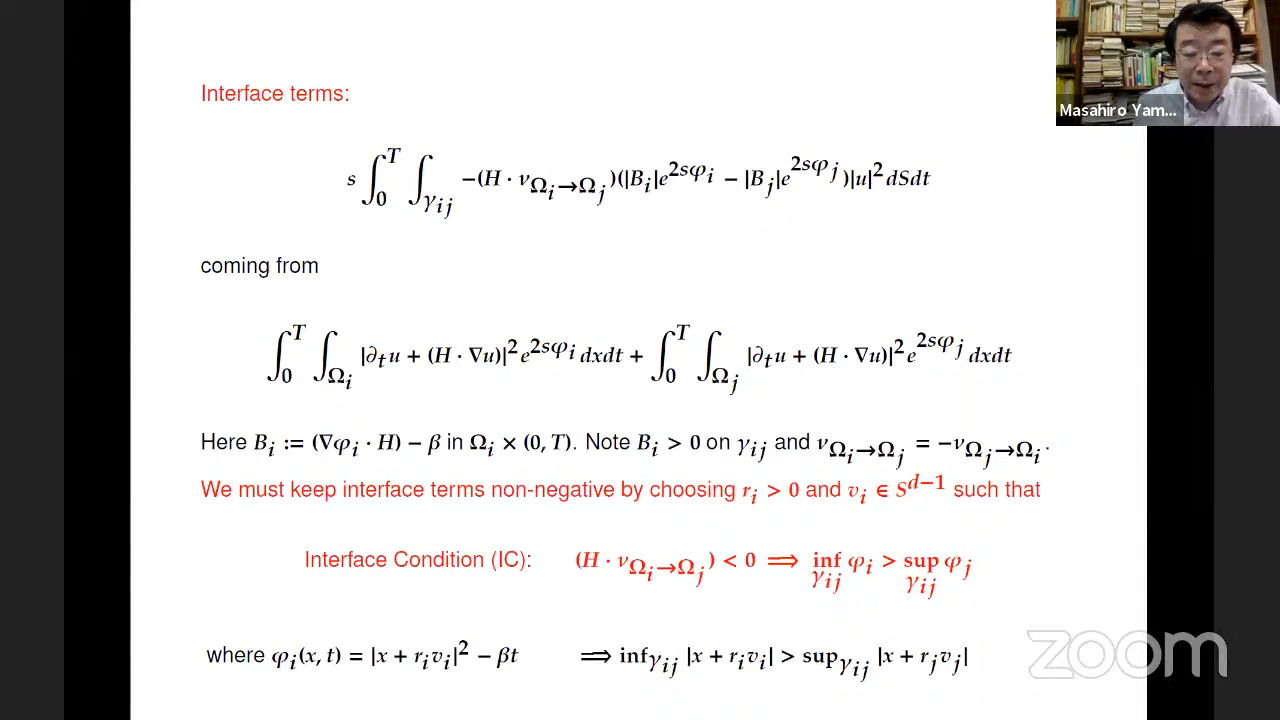 Masahiro Yam...
Interface terms:
s ∫₀ᵀ ∫_{γ_{ij}} −(H · ν_{Ω_i→Ω_j})(|B_i|e^{2sφ_i} − |B_j|e^{2sφ_j})|u|² dSdt
coming from
∫₀ᵀ ∫_{Ω_i} |∂_t u + (H · ∇u)|² e^{2sφ_i} dxdt + ∫₀ᵀ ∫_{Ω_j} |∂_t u + (H · ∇u)|² e^{2sφ_j} dxdt
Here B_i := (∇φ_i · H) − β in Ω_i × (0, T). Note B_i > 0 on γ_{ij} and ν_{Ω_i→Ω_j} = −ν_{Ω_j→Ω_i}.
We must keep interface terms non-negative by choosing r_i > 0 and v_i ∈ S^{d−1} such that
Interface Condition (IC): (H · ν_{Ω_i→Ω_j}) < 0 ⟹ inf_{γ_{ij}} φ_i > sup_{γ_{ij}} φ_j
where φ_i(x, t) = |x + r_i v_i|² − βt ⟹ inf_{γ_{ij}} |x + r_i v_i| > sup_{γ_{ij}} |x + r_j v_j|
zoom